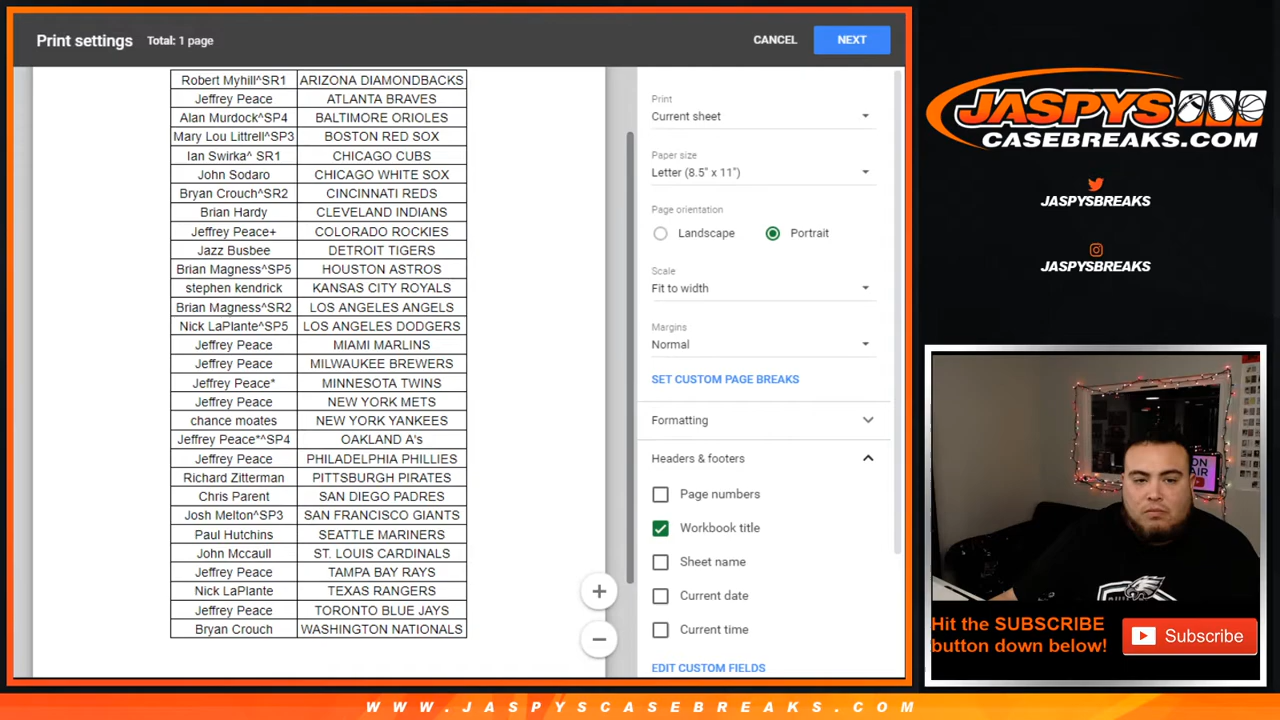 Print settings Total: 1 page CANCEL NEXT
Robert Myhill^SR1 ARIZONA DIAMONDBACKS
Jeffrey Peace ATLANTA BRAVES
Alan Murdock^SP4 BALTIMORE ORIOLES
Mary Lou Littrell^SP3 BOSTON RED SOX
Ian Swirka^ SR1 CHICAGO CUBS
John Sodaro CHICAGO WHITE SOX
Bryan Crouch^SR2 CINCINNATI REDS
Brian Hardy CLEVELAND INDIANS
Jeffrey Peace+ COLORADO ROCKIES
Jazz Busbee DETROIT TIGERS
Brian Magness^SP5 HOUSTON ASTROS
stephen kendrick KANSAS CITY ROYALS
Brian Magness^SR2 LOS ANGELES ANGELS
Nick LaPlante^SP5 LOS ANGELES DODGERS
Jeffrey Peace MIAMI MARLINS
Jeffrey Peace MILWAUKEE BREWERS
Jeffrey Peace* MINNESOTA TWINS
Jeffrey Peace NEW YORK METS
chance moates NEW YORK YANKEES
Jeffrey Peace*^SP4 OAKLAND A's
Jeffrey Peace PHILADELPHIA PHILLIES
Richard Zitterman PITTSBURGH PIRATES
Chris Parent SAN DIEGO PADRES
Josh Melton^SP3 SAN FRANCISCO GIANTS
Paul Hutchins SEATTLE MARINERS
John Mccaull ST. LOUIS CARDINALS
Jeffrey Peace TAMPA BAY RAYS
Nick LaPlante TEXAS RANGERS
Jeffrey Peace TORONTO BLUE JAYS
Bryan Crouch WASHINGTON NATIONALS
Print
Current sheet
Paper size
Letter (8.5" x 11")
Page orientation
Landscape Portrait
Scale
Fit to width
Margins
Normal
SET CUSTOM PAGE BREAKS
Formatting
Headers & footers
Page numbers
Workbook title
Sheet name
Current date
Current time
EDIT CUSTOM FIELDS
JASPYS
CASEBREAKS.COM
JASPYSBREAKS
JASPYSBREAKS
ON
AIR
Hit the SUBSCRIBE
button down below!
Subscribe
WWW.JASPYSCASEBREAKS.COM